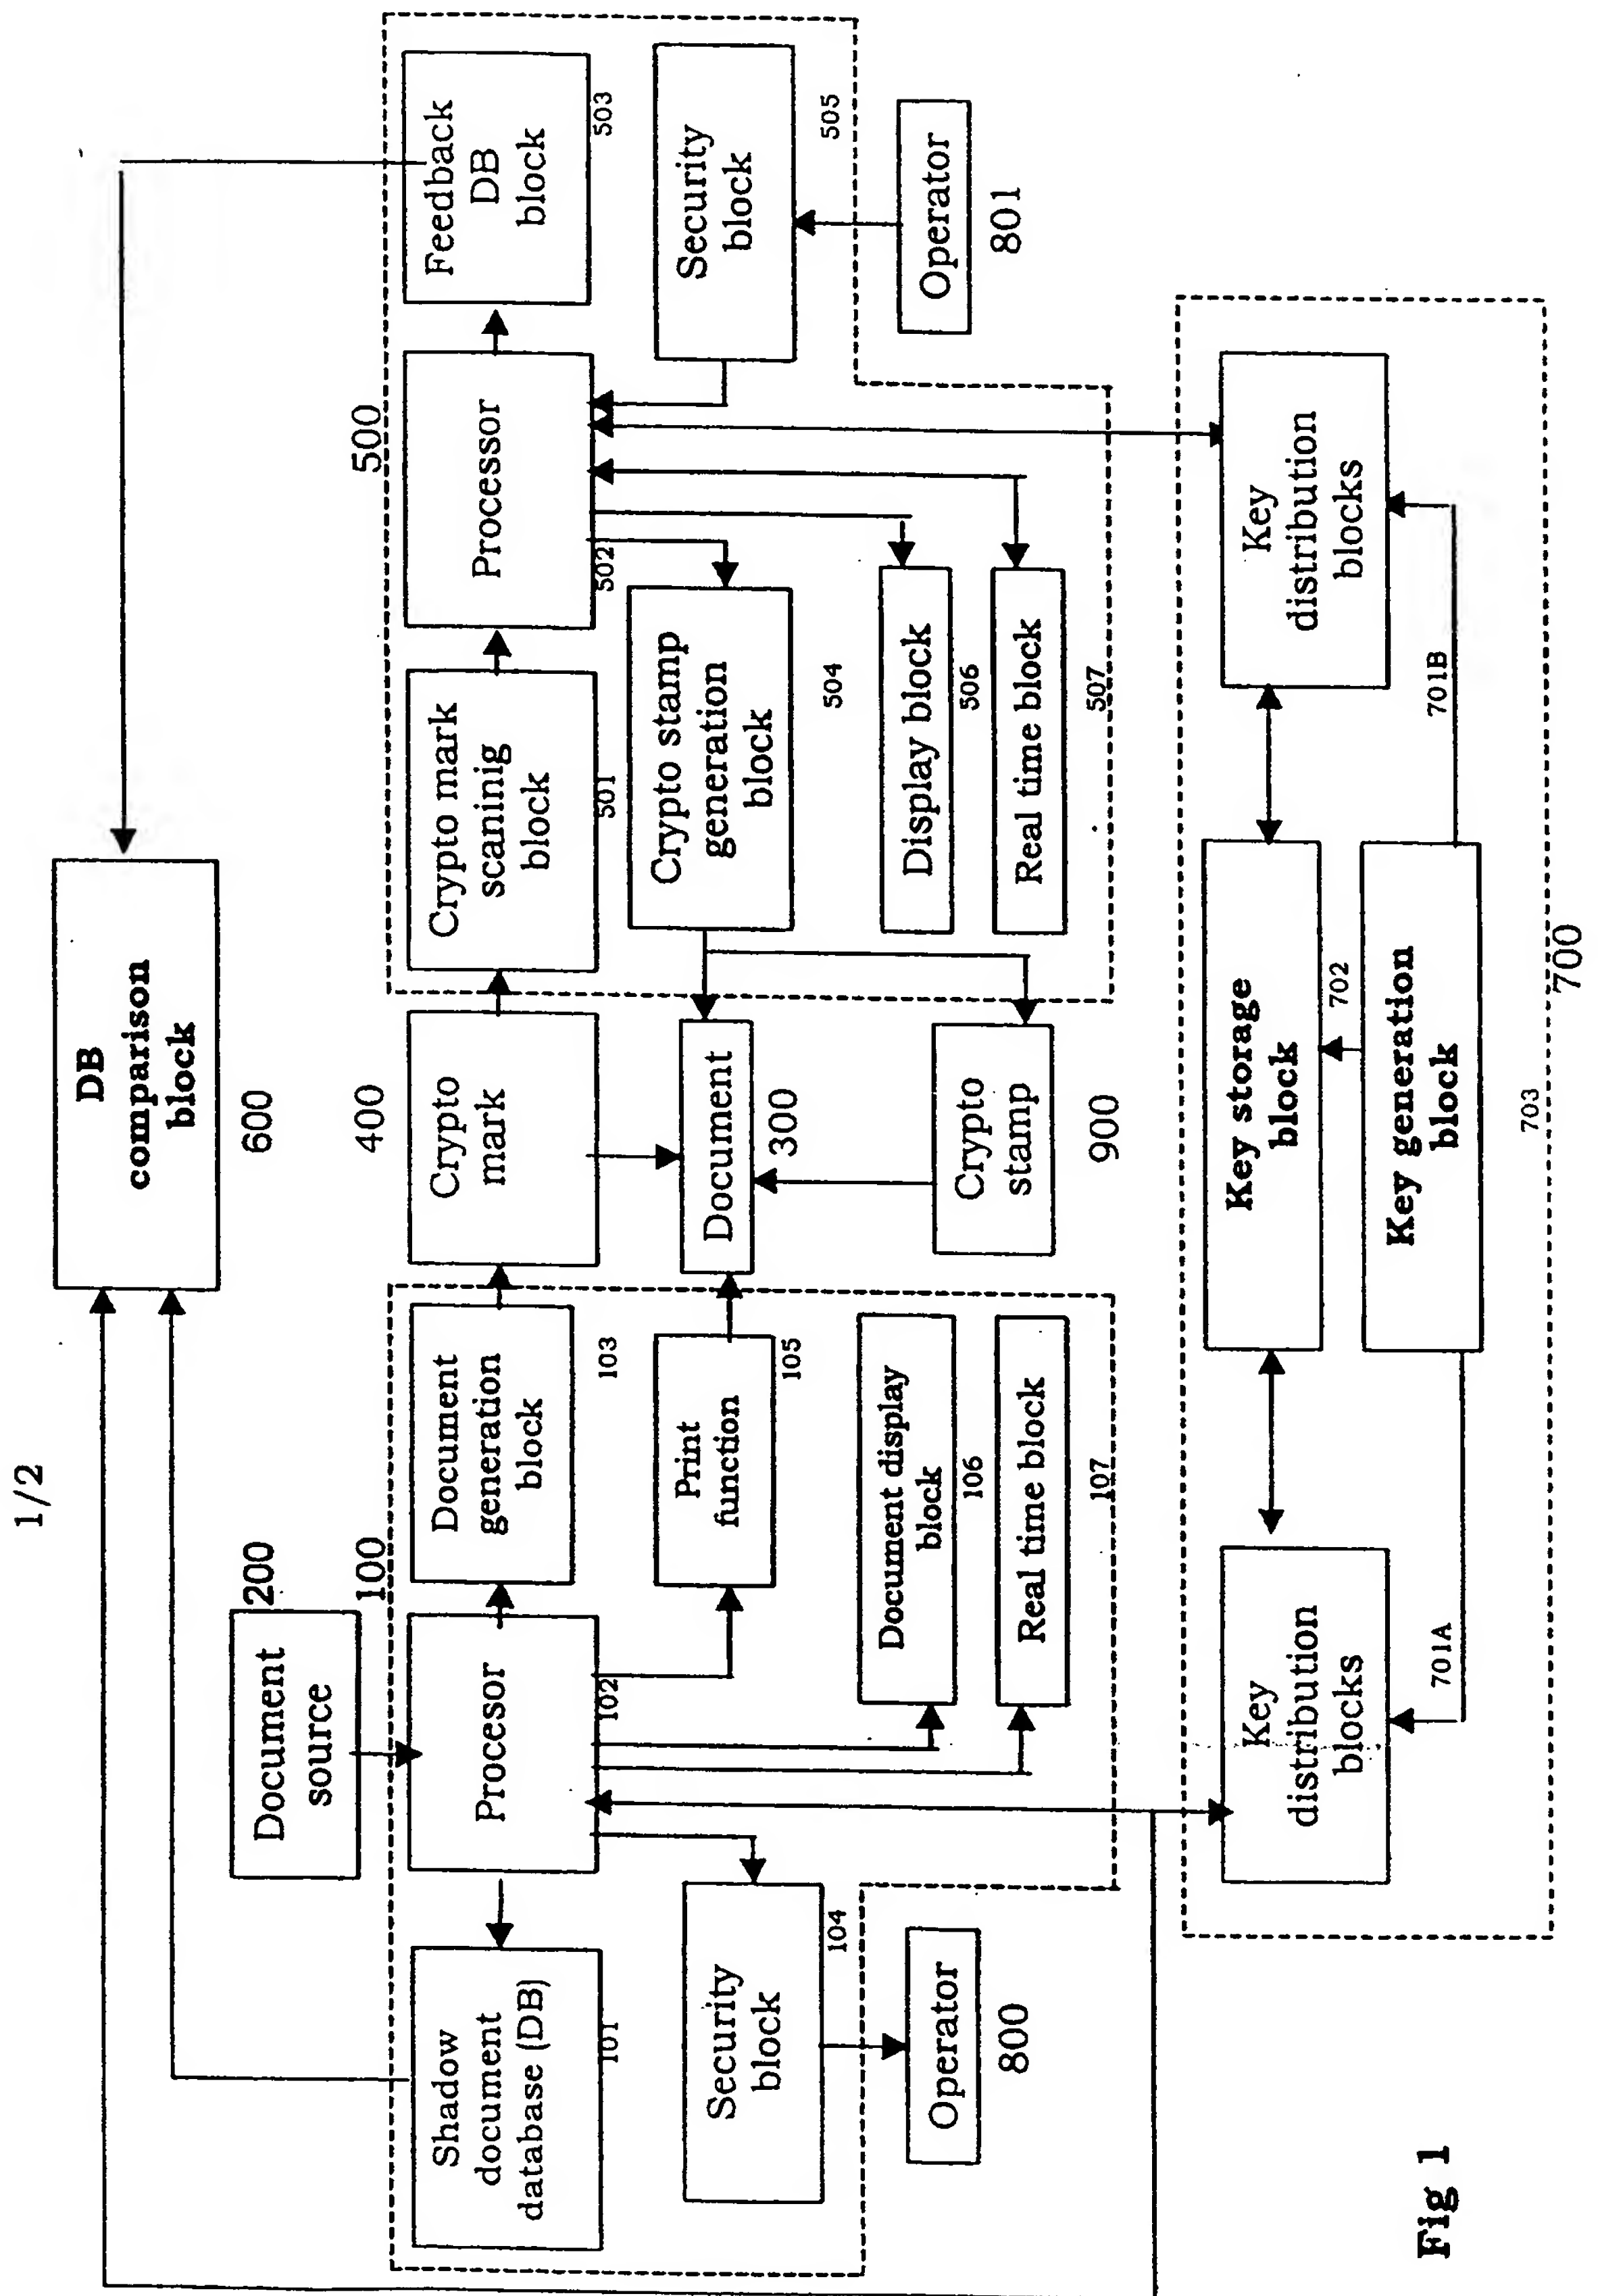 1/2
DB
comparison
block
600
Document
source
200
100
Shadow
document
database (DB)
101
Processor
102
Document
generation
block
103
Crypto
mark
400
Crypto mark
scaninig
block
501
Processor
502
500
Feedback
DB
block
503
Security
block
104
Print
function
105
Document
300
Crypto stamp
generation
block
504
Security
block
505
Operator
800
Document display
block
106
Real time block
107
Crypto
stamp
900
Display block
506
Real time block
507
Operator
801
Key
distribution
blocks
701A
Key storage
block
702
Key generation
block
703
Key
distribution
blocks
701B
700
Fig 1